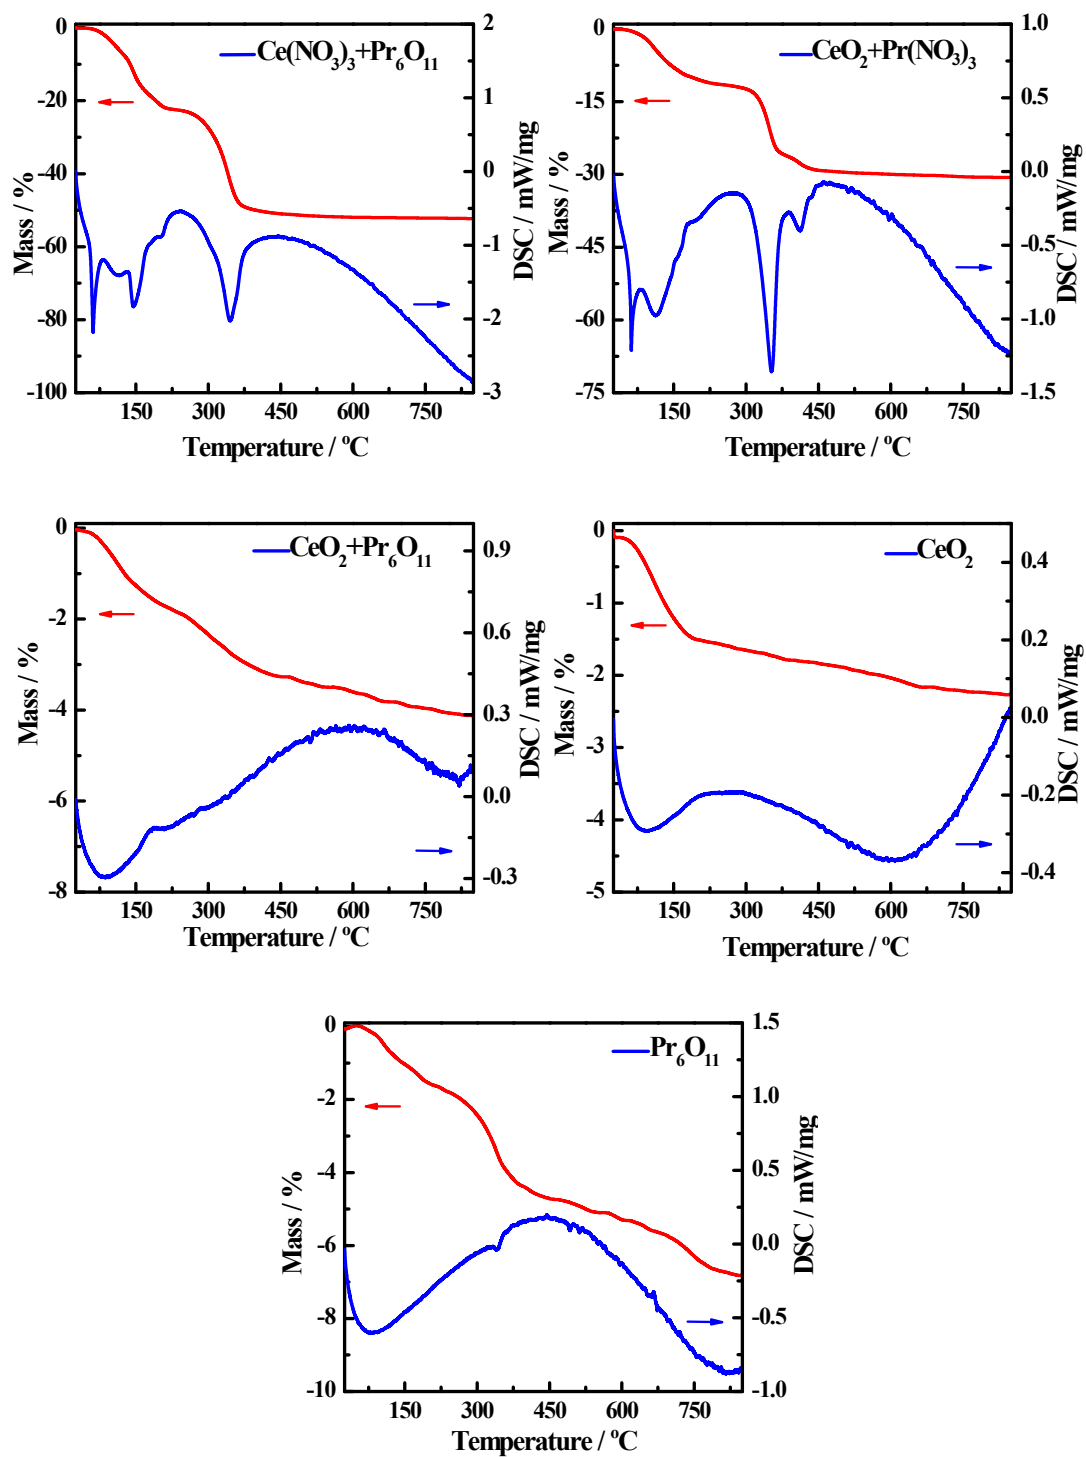 Ce(NO3)3+Pr6O11
0
-20
-40
-60
-80
-100
Mass / %
2
1
0
-1
-2
-3
DSC / mW/mg
150 300 450 600 750
Temperature / ºC
CeO2+Pr(NO3)3
0
-15
-30
-45
-60
-75
Mass / %
1.0
0.5
0.0
-0.5
-1.0
-1.5
DSC / mW/mg
150 300 450 600 750
Temperature / ºC
CeO2+Pr6O11
0
-2
-4
-6
-8
Mass / %
0.9
0.6
0.3
0.0
-0.3
DSC / mW/mg
150 300 450 600 750
Temperature / ºC
CeO2
0
-1
-2
-3
-4
-5
Mass / %
0.4
0.2
0.0
-0.2
-0.4
DSC / mW/mg
150 300 450 600 750
Temperature / ºC
Pr6O11
0
-2
-4
-6
-8
-10
Mass / %
1.5
1.0
0.5
0.0
-0.5
-1.0
DSC / mW/mg
150 300 450 600 750
Temperature / ºC